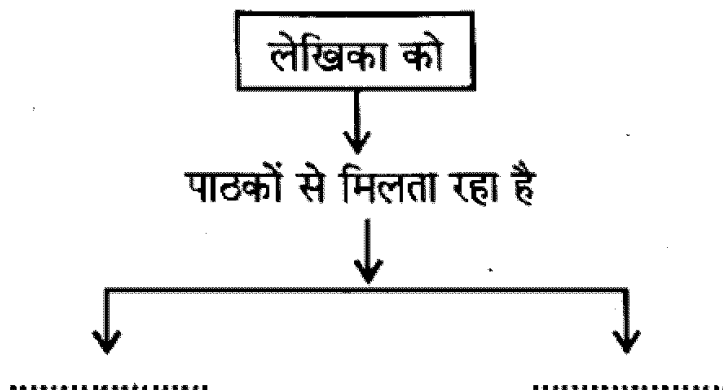 लेखिका को
पाठकों से मिलता रहा है